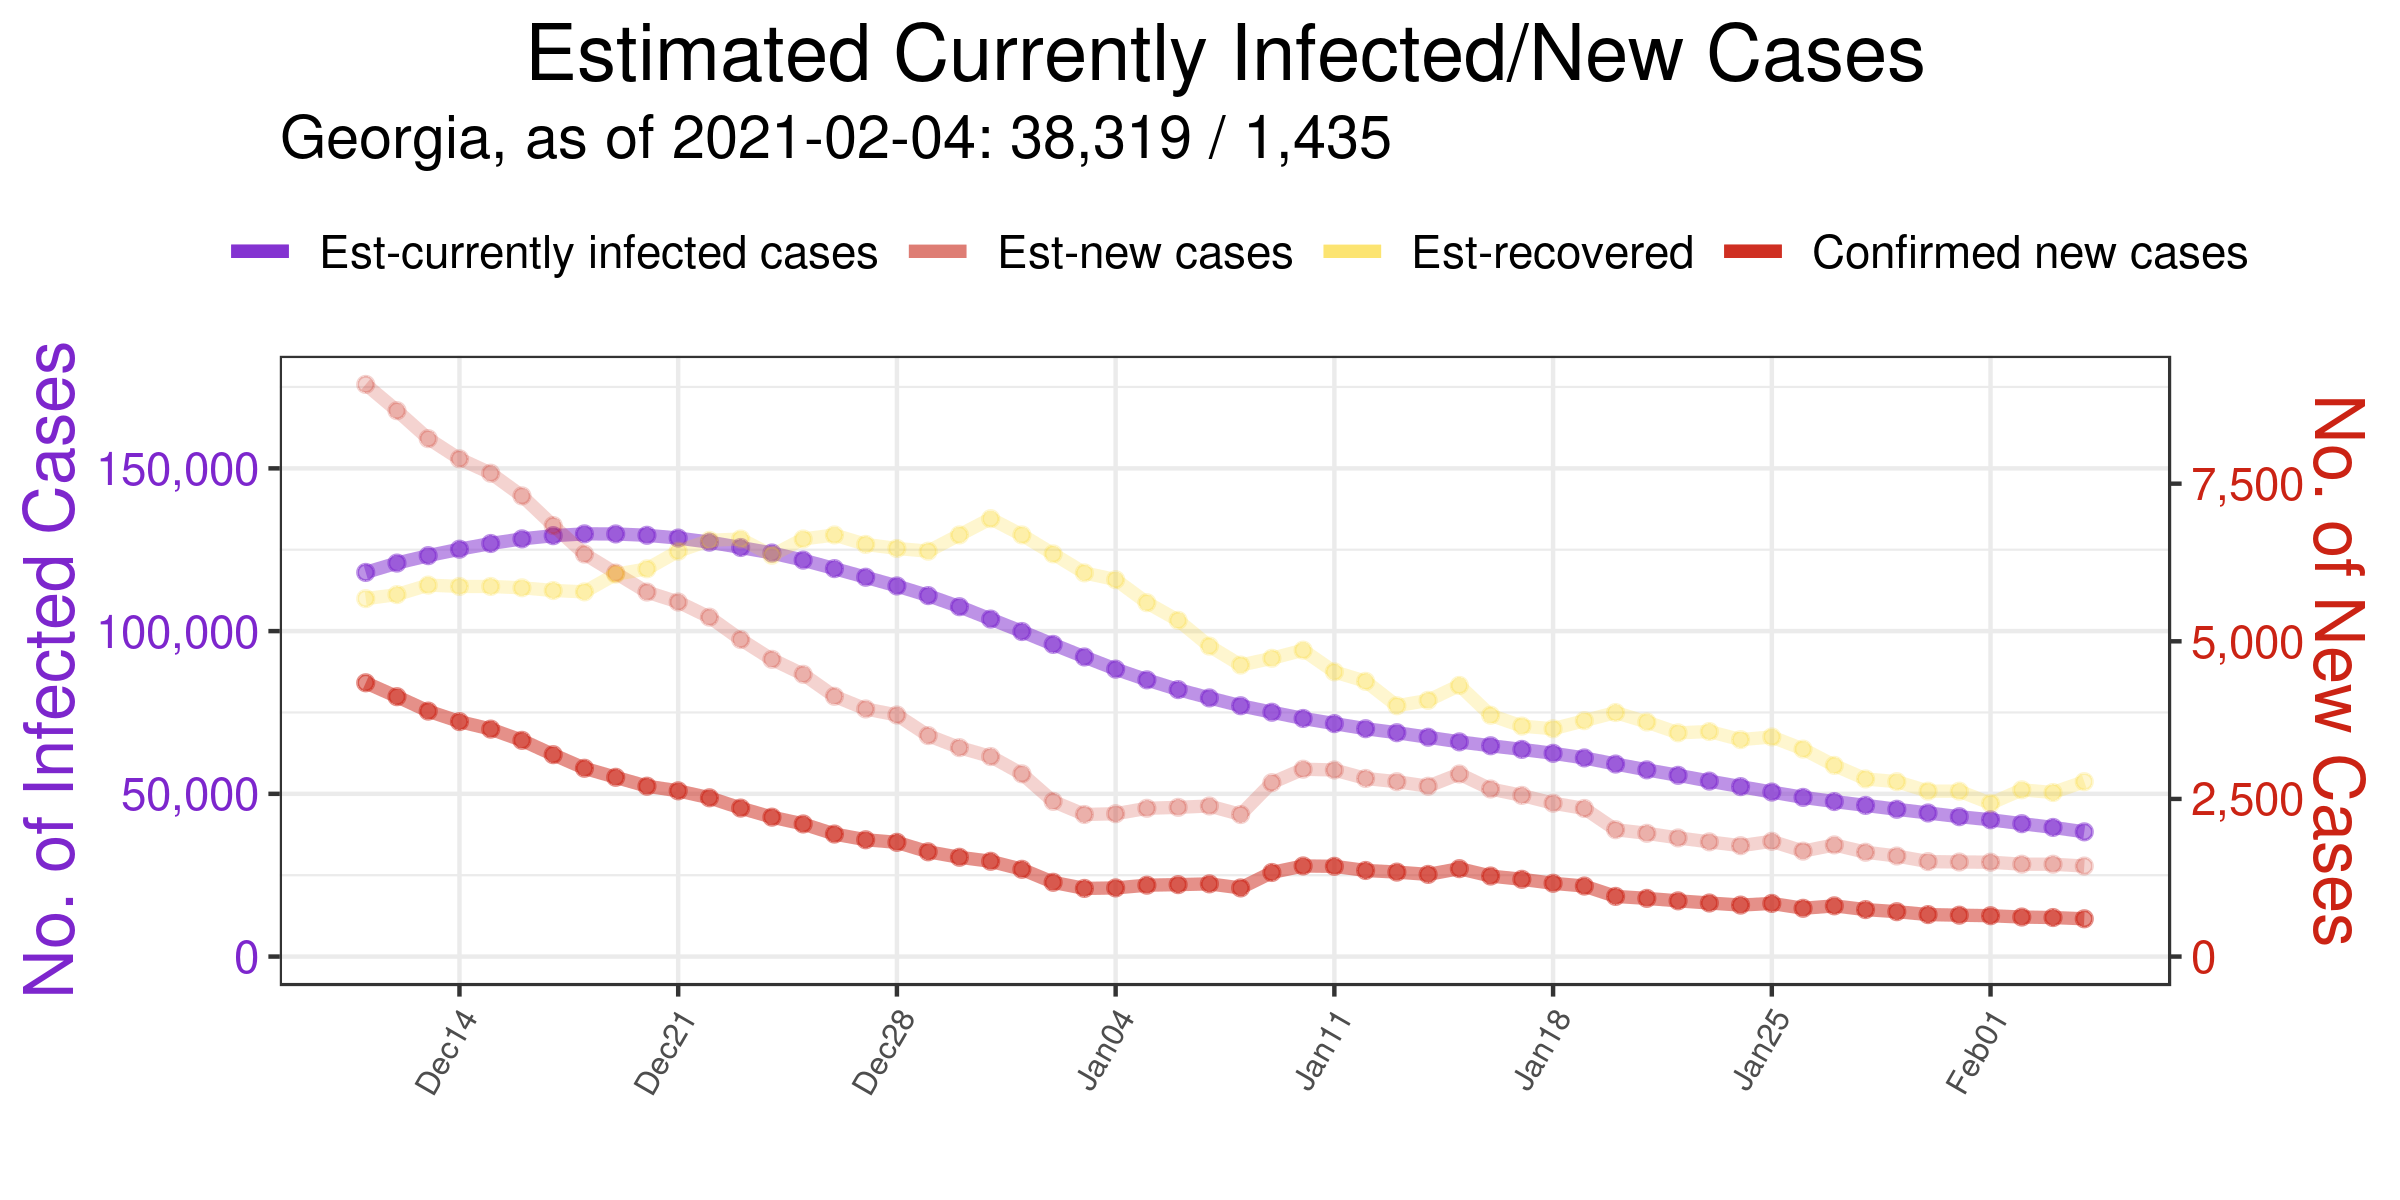 Estimated Currently Infected/New Cases
Georgia, as of 2021-02-04: 38,319 / 1,435
Est-currently infected cases
Est-new cases
Est-recovered
Confirmed new cases
No. of Infected Cases
150,000
100,000
50,000
0
7,500
5,000
2,500
0
No. of New Cases
Dec14
Dec21
Dec28
Jan04
Jan11
Jan18
Jan25
Feb01